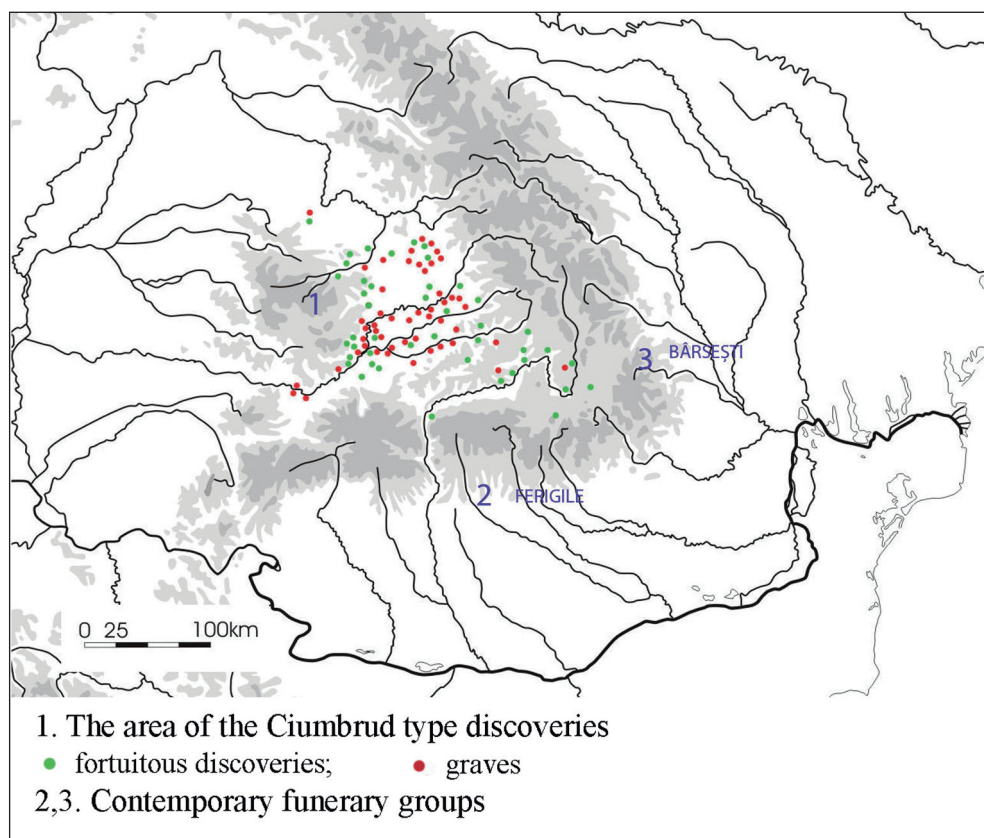 1
3 BÂRSEȘTI
2 FERIGILE
0 25 100km
1. The area of the Ciumbrud type discoveries
fortuitous discoveries; graves
2,3. Contemporary funerary groups